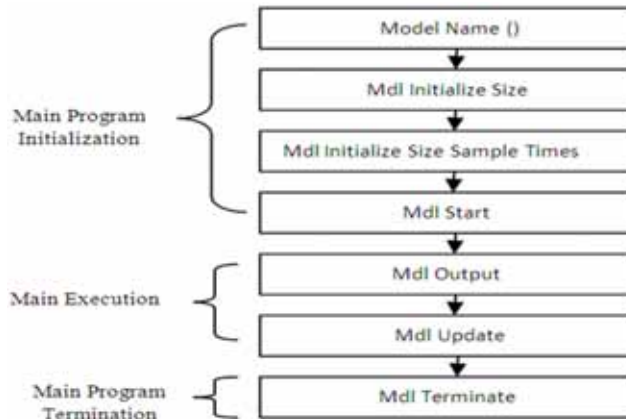 Model Name ()
Mdl Initialize Size
Main Program
Initialization
Mdl Initialize Size Sample Times
Mdl Start
Mdl Output
Main Execution
Mdl Update
Main Program
Termination
Mdl Terminate